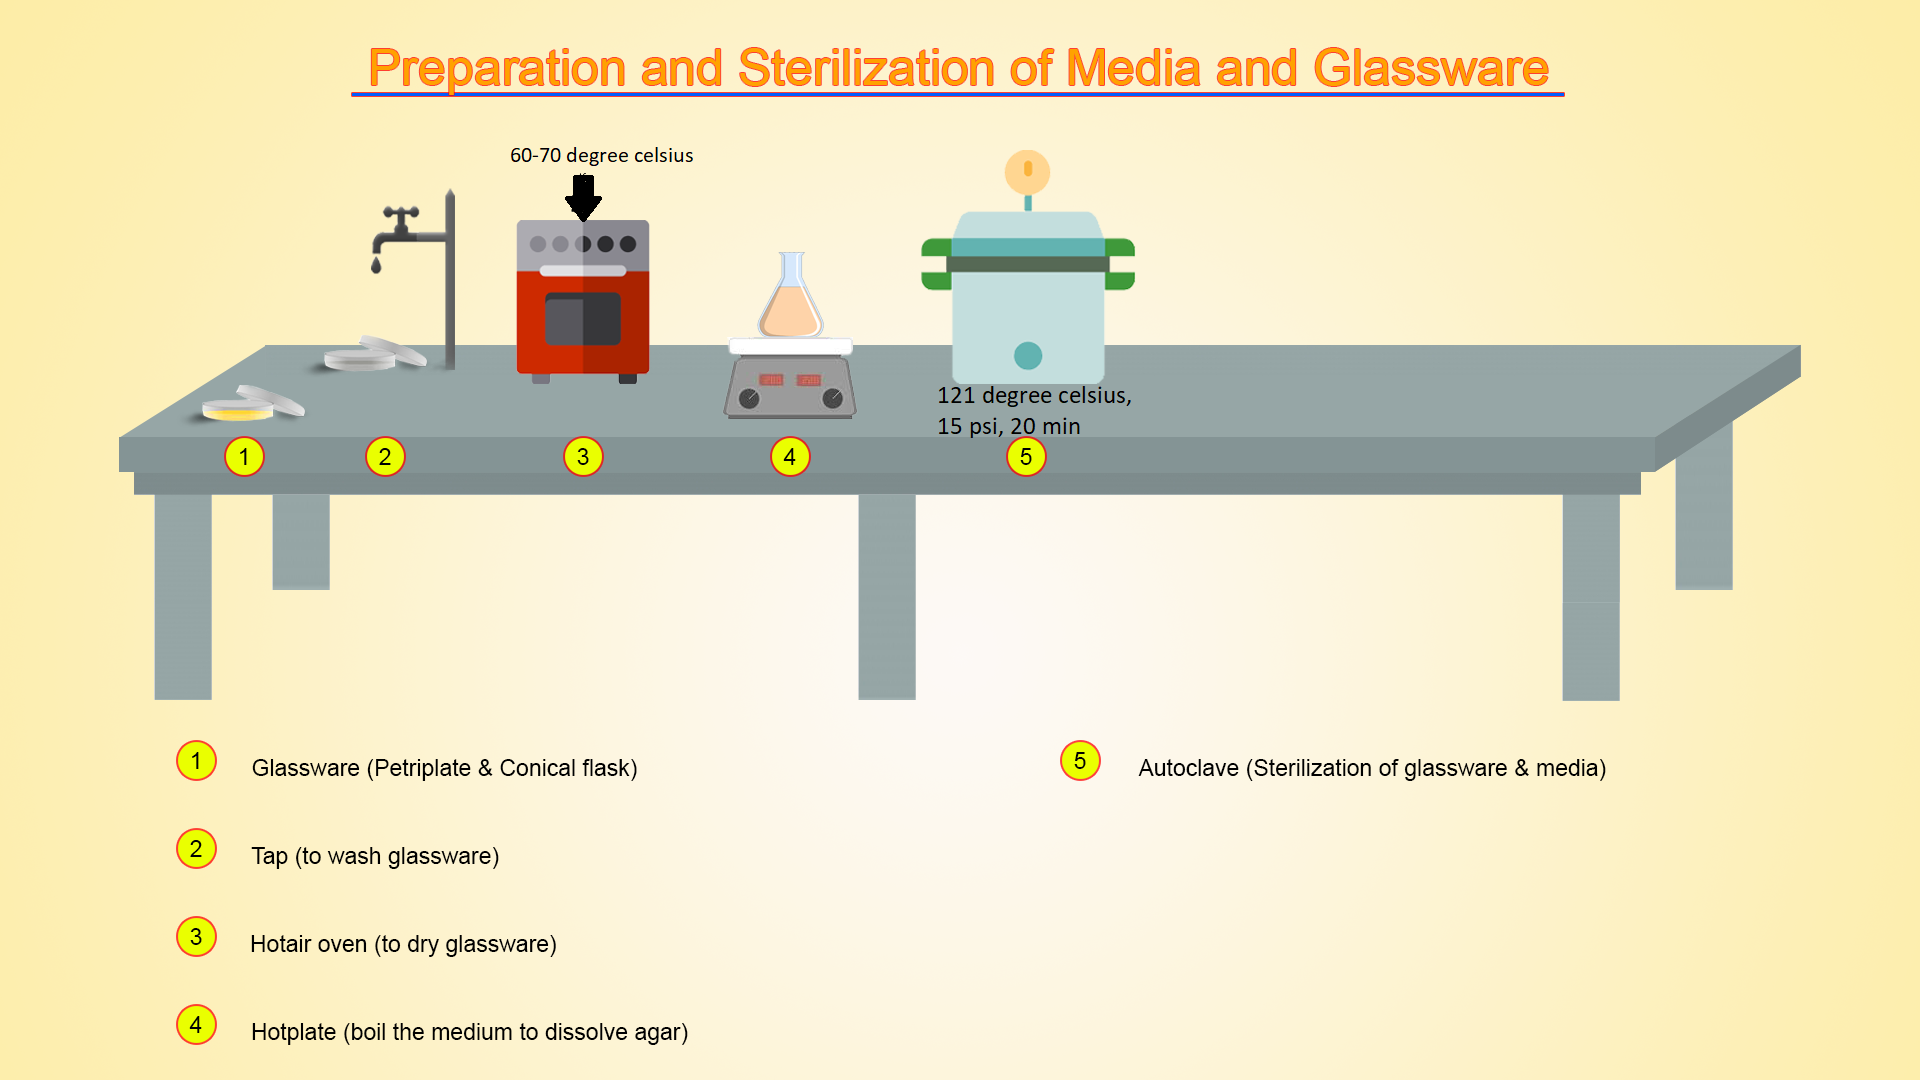 Preparation and Sterilization of Media and Glassware
60-70 degree celsius
121 degree celsius,
15 psi, 20 min
1
2
3
4
5
1 Glassware (Petriplate & Conical flask)
5 Autoclave (Sterilization of glassware & media)
2 Tap (to wash glassware)
3 Hotair oven (to dry glassware)
4 Hotplate (boil the medium to dissolve agar)